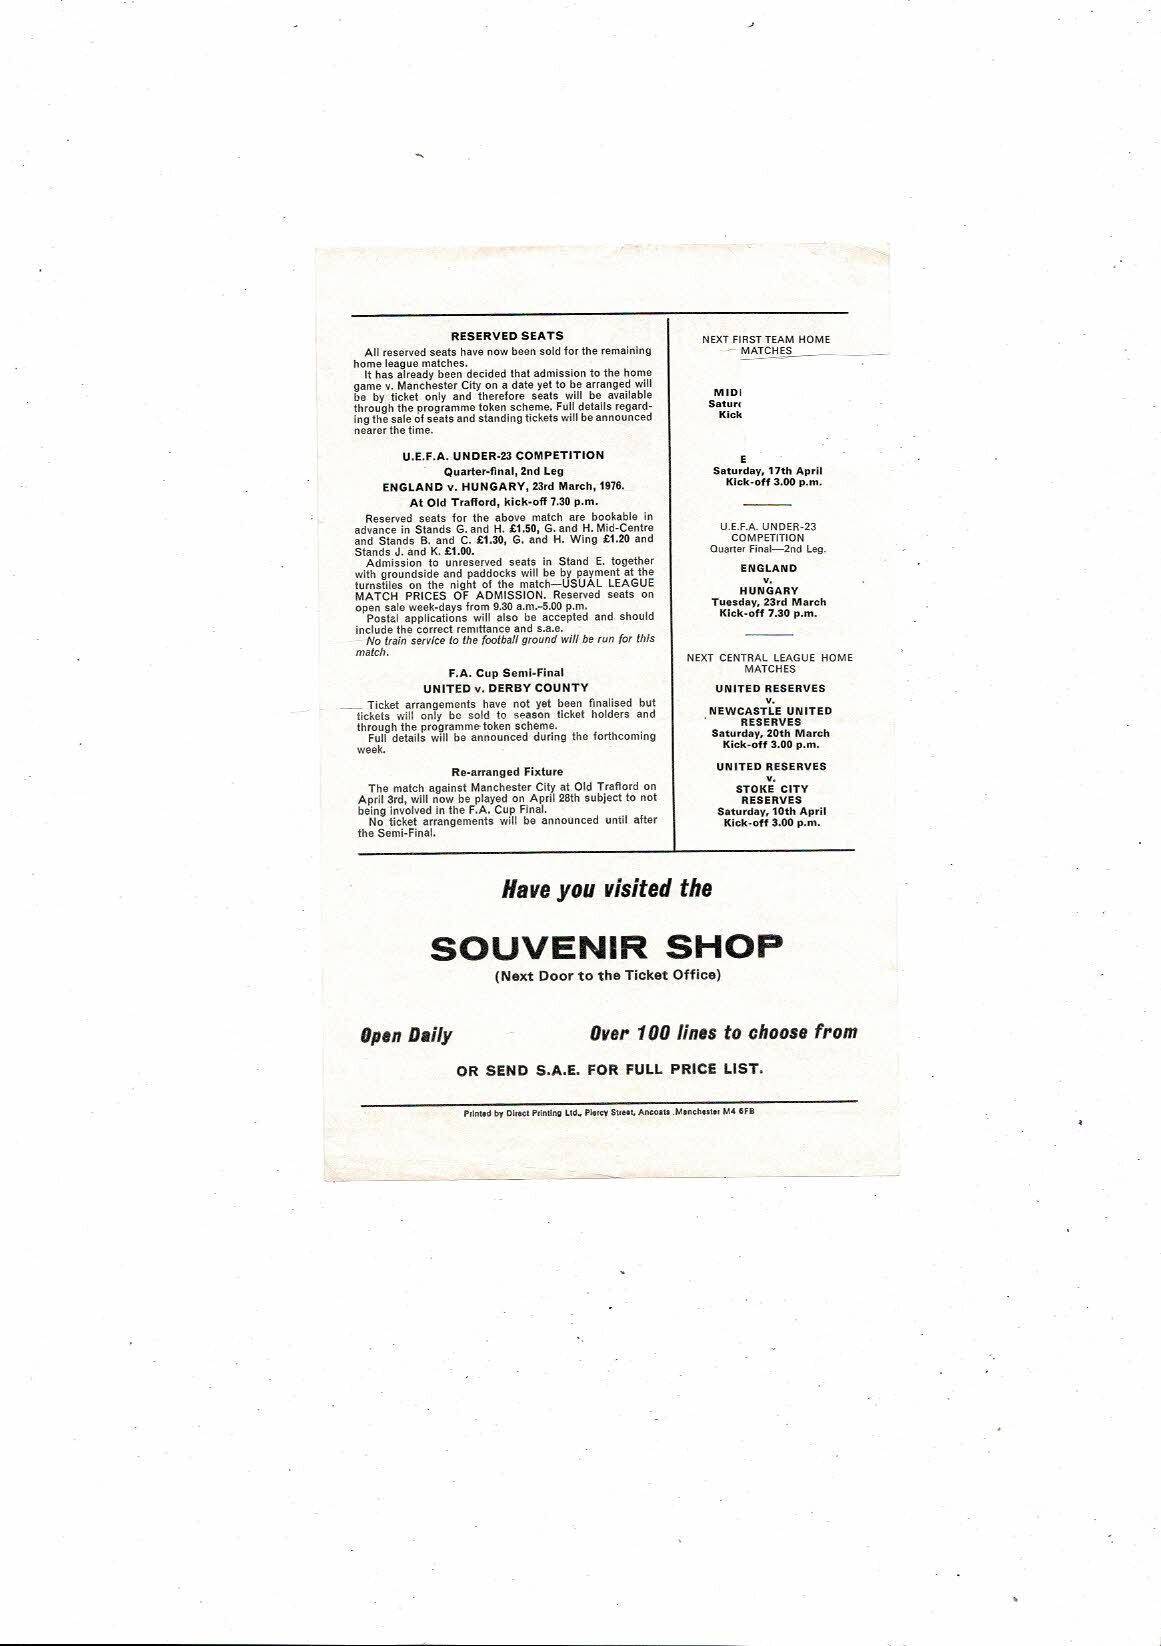 RESERVED SEATS
All reserved seats have now been sold for the remaining
home league matches.
It has already been decided that admission to the home
game v. Manchester City on a date yet to be arranged will
be by ticket only and therefore seats will be available
through the programme token scheme. Full details regard-
ing the sale of seats and standing tickets will be announced
nearer the time.
U.E.F.A. UNDER-23 COMPETITION
Quarter-final, 2nd Leg
ENGLAND v. HUNGARY, 23rd March, 1976.
At Old Trafford, kick-off 7.30 p.m.
Reserved seats for the above match are bookable in
advance in Stands G. and H. £1.50, G. and H. Mid-Centre
and Stands B. and C. £1.30, G. and H. Wing £1.20 and
Stands J. and K. £1.00.
Admission to unreserved seats in Stand E. together
with groundside and paddocks will be by payment at the
turnstiles on the night of the match—USUAL LEAGUE
MATCH PRICES OF ADMISSION. Reserved seats on
open sale week-days from 9.30 a.m.–5.00 p.m.
Postal applications will also be accepted and should
include the correct remittance and s.a.e.
No train service to the football ground will be run for this
match.
F.A. Cup Semi-Final
UNITED v. DERBY COUNTY
Ticket arrangements have not yet been finalised but
tickets will only be sold to season ticket holders and
through the programme token scheme.
Full details will be announced during the forthcoming
week.
Re-arranged Fixture
The match against Manchester City at Old Trafford on
April 3rd, will now be played on April 28th subject to not
being involved in the F.A. Cup Final.
No ticket arrangements will be announced until after
the Semi-Final.
NEXT FIRST TEAM HOME
MATCHES
MIDI
Satur
Kick
E
Saturday, 17th April
Kick-off 3.00 p.m.
U.E.F.A. UNDER-23
COMPETITION
Quarter Final—2nd Leg.
ENGLAND
v.
HUNGARY
Tuesday, 23rd March
Kick-off 7.30 p.m.
NEXT CENTRAL LEAGUE HOME
MATCHES
UNITED RESERVES
v.
NEWCASTLE UNITED
RESERVES
Saturday, 20th March
Kick-off 3.00 p.m.
UNITED RESERVES
v.
STOKE CITY
RESERVES
Saturday, 10th April
Kick-off 3.00 p.m.
Have you visited the
SOUVENIR SHOP
(Next Door to the Ticket Office)
Open Daily
Over 100 lines to choose from
OR SEND S.A.E. FOR FULL PRICE LIST.
Printed by Direct Printing Ltd., Piercy Street, Ancoats .Manchester M4 6FB